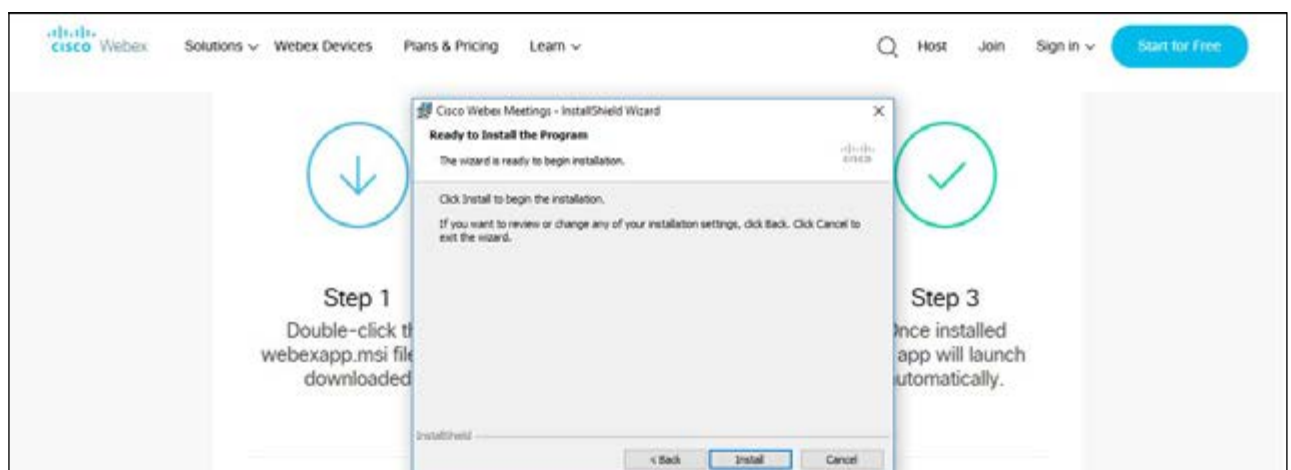 cisco Webex Solutions Webex Devices Plans & Pricing Learn Host Join Sign in Start for Free
Cisco Webex Meetings - InstallShield Wizard
Ready to Install the Program
The wizard is ready to begin installation.
cisco
Click Install to begin the installation.
If you want to review or change any of your installation settings, click Back. Click Cancel to
exit the wizard.
InstallShield
< Back Install Cancel
Step 1
Double-click
webexapp.msi
downloaded
Step 3
installed
app will launch
automatically.